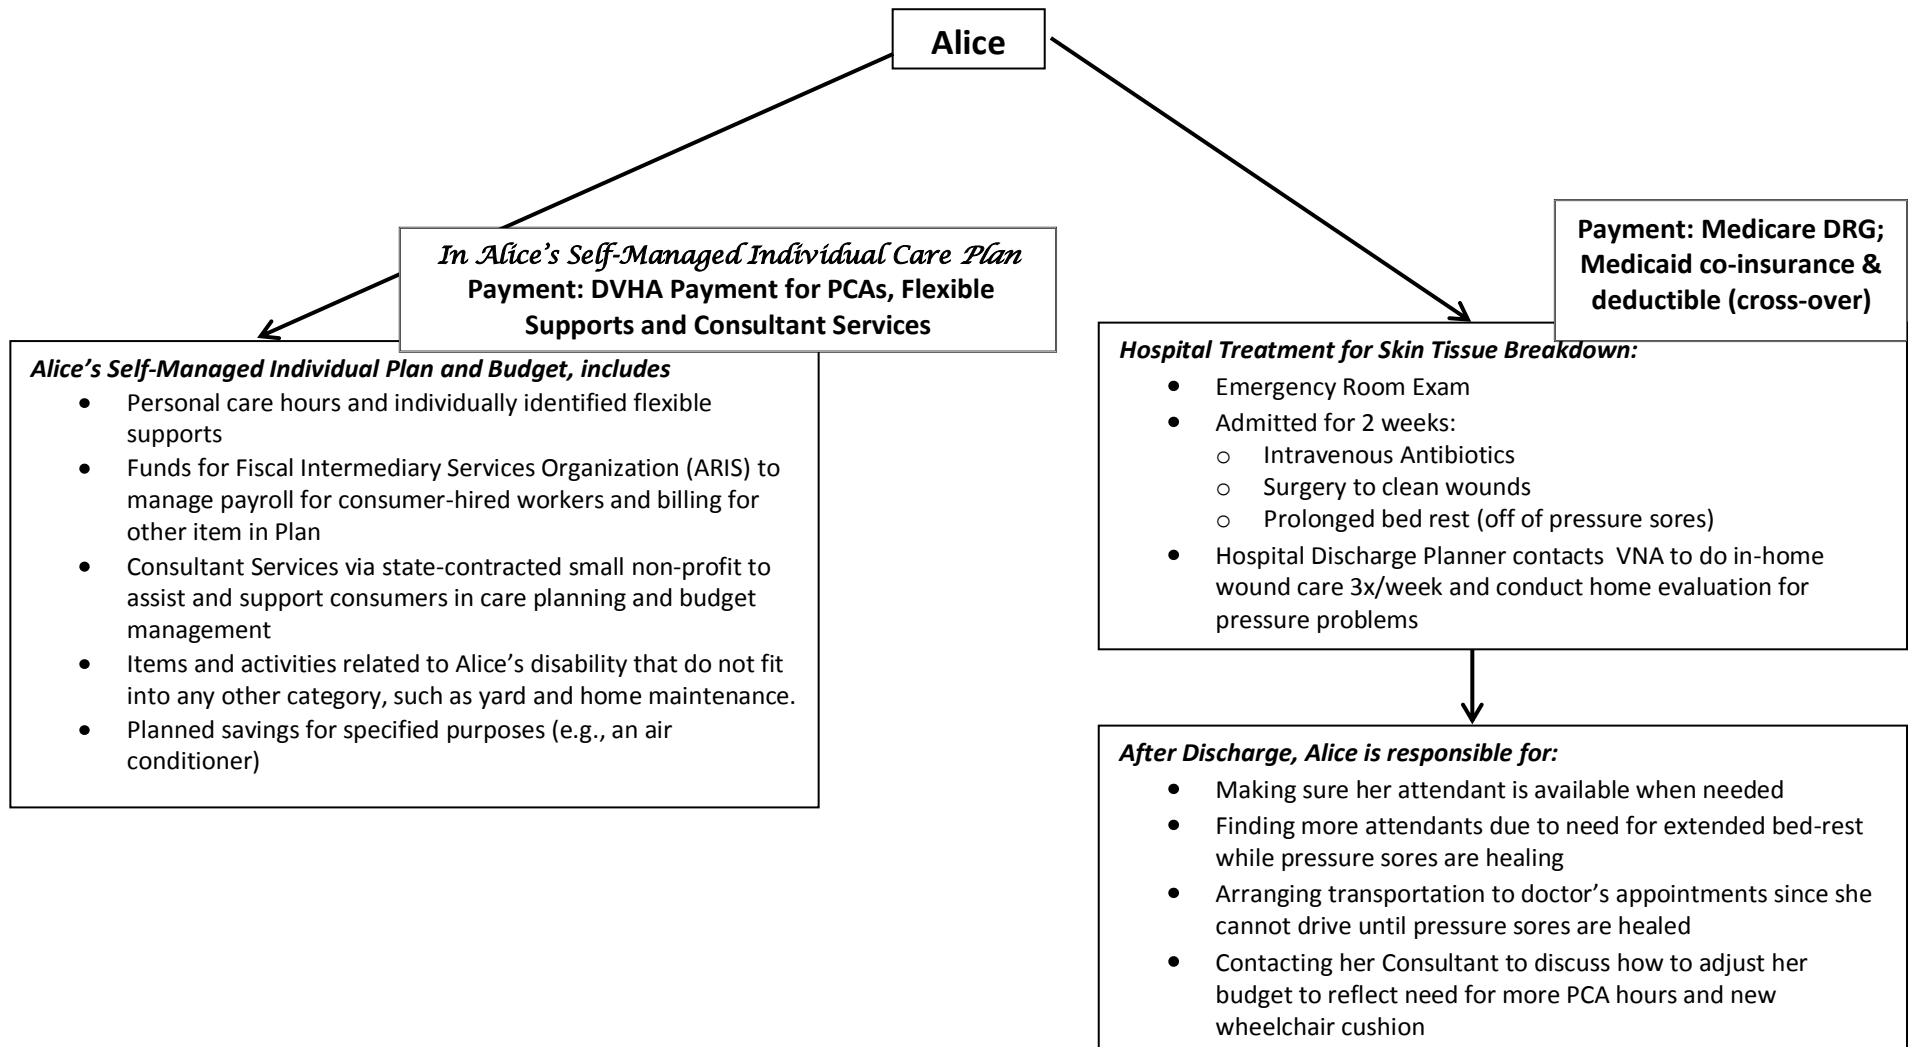 Alice
In Alice's Self-Managed Individual Care Plan
Payment: DVHA Payment for PCAs, Flexible
Supports and Consultant Services
Alice's Self-Managed Individual Plan and Budget, includes
• Personal care hours and individually identified flexible
supports
• Funds for Fiscal Intermediary Services Organization (ARIS) to
manage payroll for consumer-hired workers and billing for
other item in Plan
• Consultant Services via state-contracted small non-profit to
assist and support consumers in care planning and budget
management
• Items and activities related to Alice's disability that do not fit
into any other category, such as yard and home maintenance.
• Planned savings for specified purposes (e.g., an air
conditioner)
Payment: Medicare DRG;
Medicaid co-insurance &
deductible (cross-over)
Hospital Treatment for Skin Tissue Breakdown:
• Emergency Room Exam
• Admitted for 2 weeks:
o Intravenous Antibiotics
o Surgery to clean wounds
o Prolonged bed rest (off of pressure sores)
• Hospital Discharge Planner contacts VNA to do in-home
wound care 3x/week and conduct home evaluation for
pressure problems
After Discharge, Alice is responsible for:
• Making sure her attendant is available when needed
• Finding more attendants due to need for extended bed-rest
while pressure sores are healing
• Arranging transportation to doctor's appointments since she
cannot drive until pressure sores are healed
• Contacting her Consultant to discuss how to adjust her
budget to reflect need for more PCA hours and new
wheelchair cushion